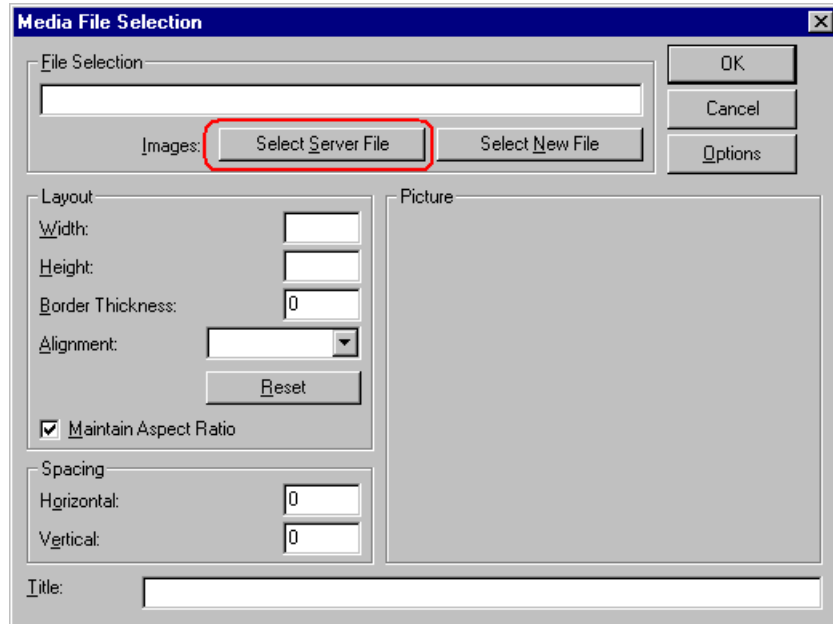 Media File Selection
File Selection
OK
Cancel
Images: Select Server File Select New File
Options
Layout
Picture
Width:
Height:
Border Thickness: 0
Alignment:
Reset
Maintain Aspect Ratio
Spacing
Horizontal: 0
Vertical: 0
Title: